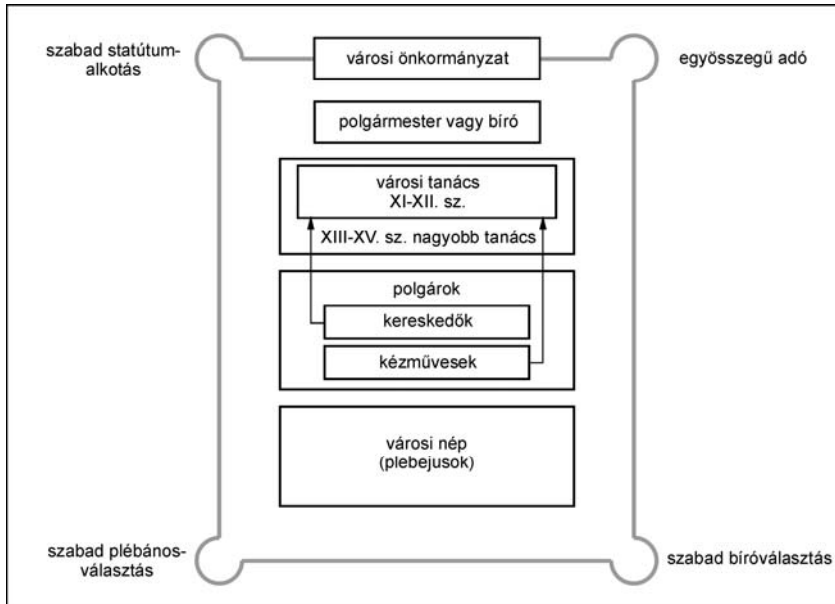 szabad statútum-
alkotás
városi önkormányzat
egyösszegű adó
polgármester vagy bíró
városi tanács
XI-XII. sz.
XIII-XV. sz. nagyobb tanács
polgárok
kereskedők
kézművesek
városi nép
(plebejusok)
szabad plébános-
választás
szabad bíróválasztás